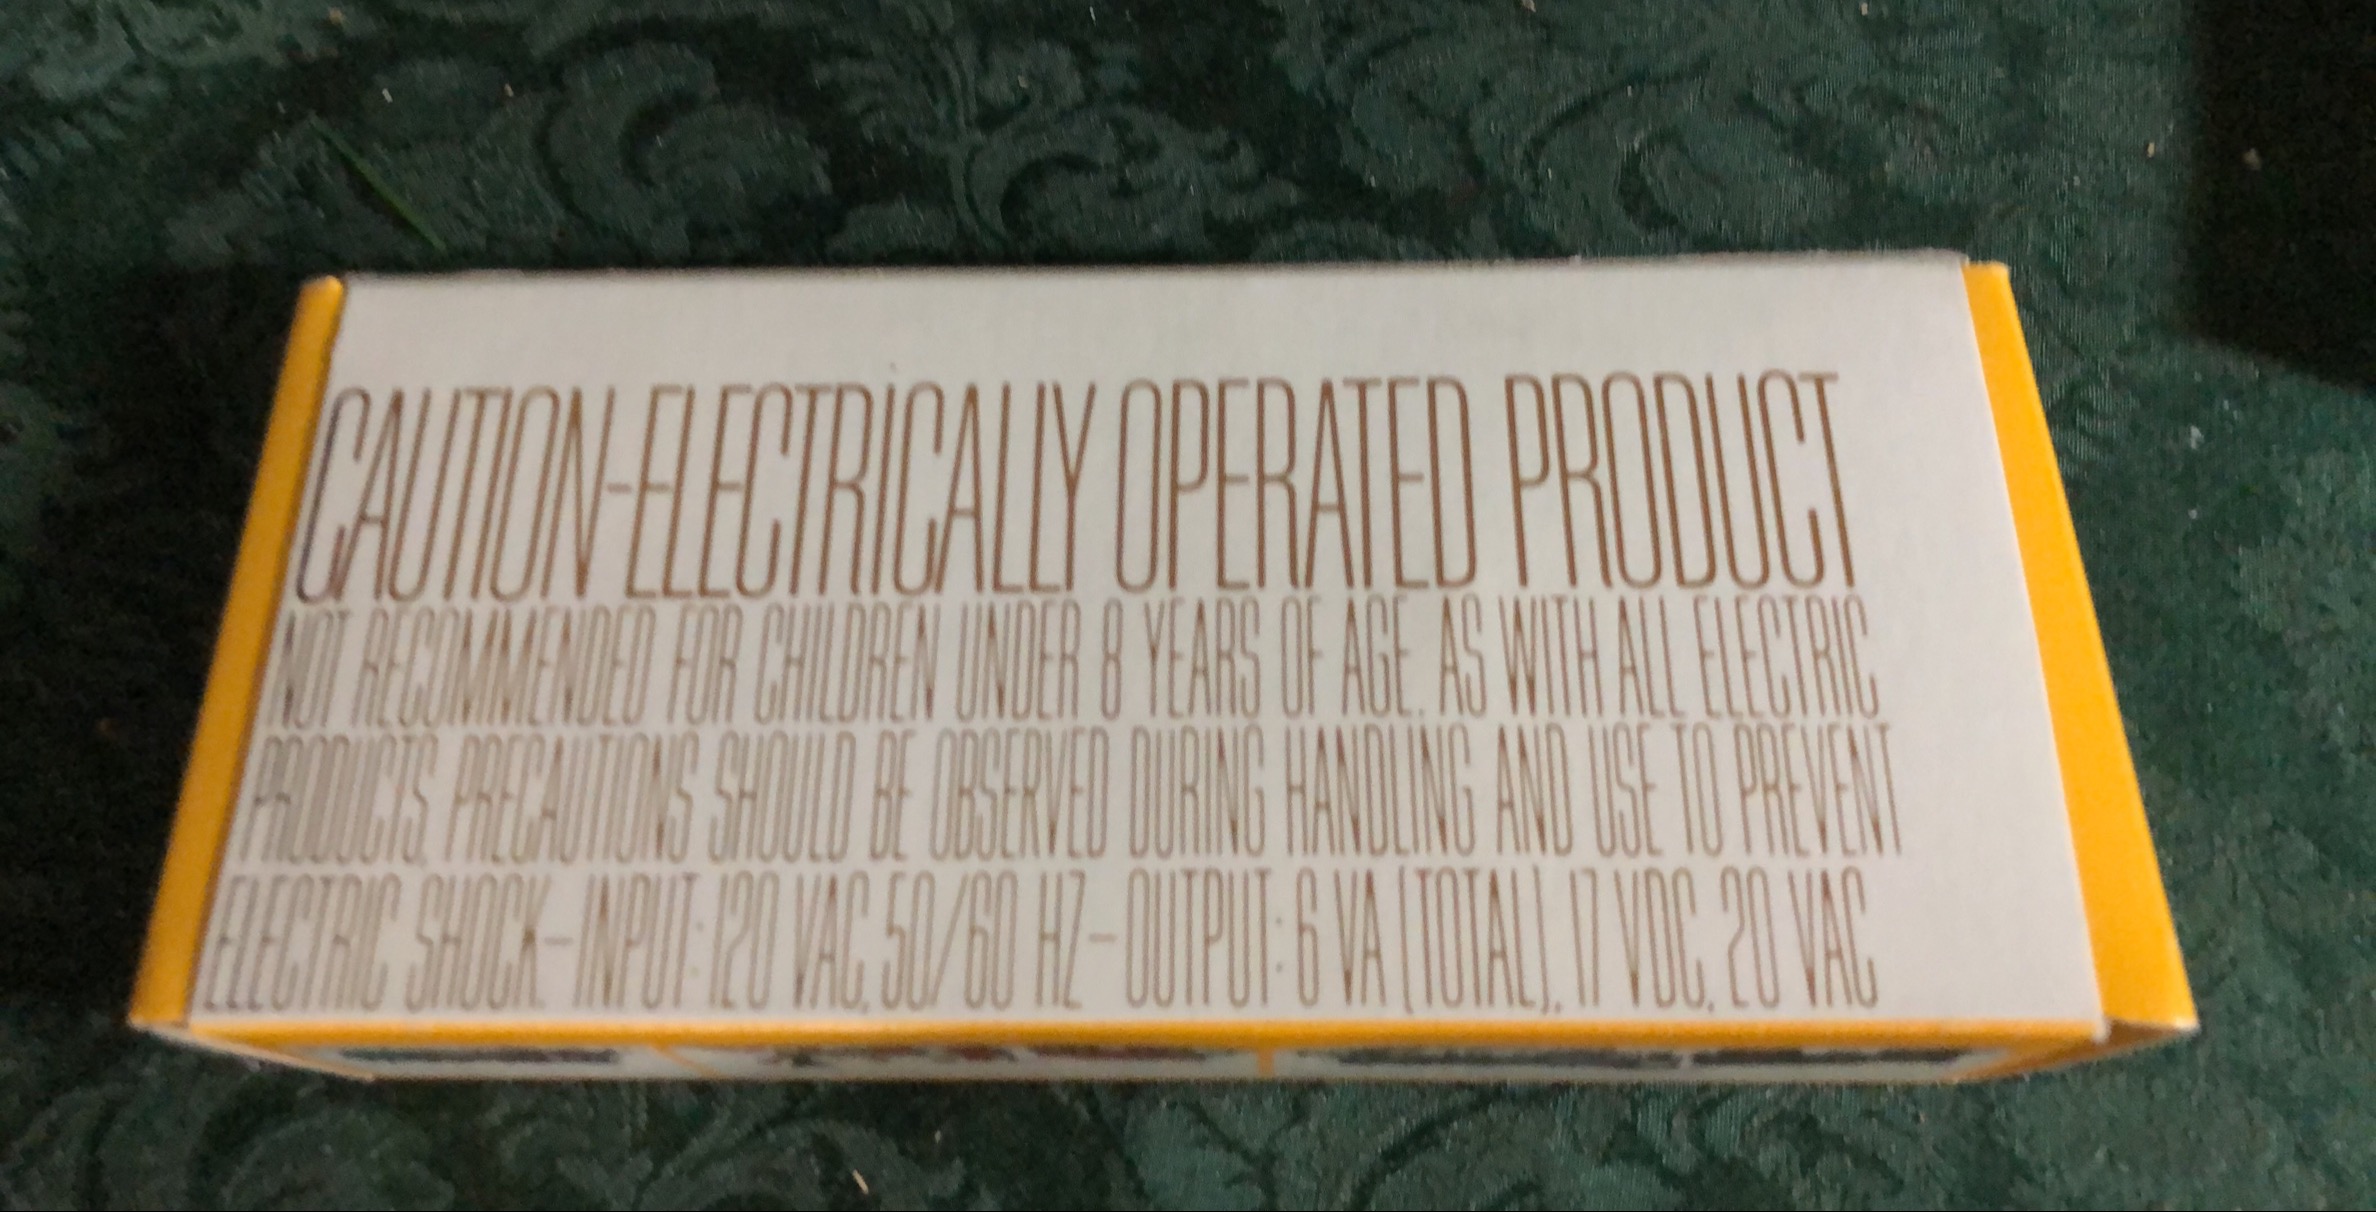 CAUTION-ELECTRICALLY OPERATED PRODUCT
NOT RECOMMENDED FOR CHILDREN UNDER 8 YEARS OF AGE. AS WITH ALL ELECTRIC
PRODUCTS, PRECAUTIONS SHOULD BE OBSERVED DURING HANDLING AND USE TO PREVENT
ELECTRIC SHOCK-INPUT: 120 VAC, 50/60 HZ-OUTPUT: 6 VA (TOTAL), 17 VDC, 20 VAC